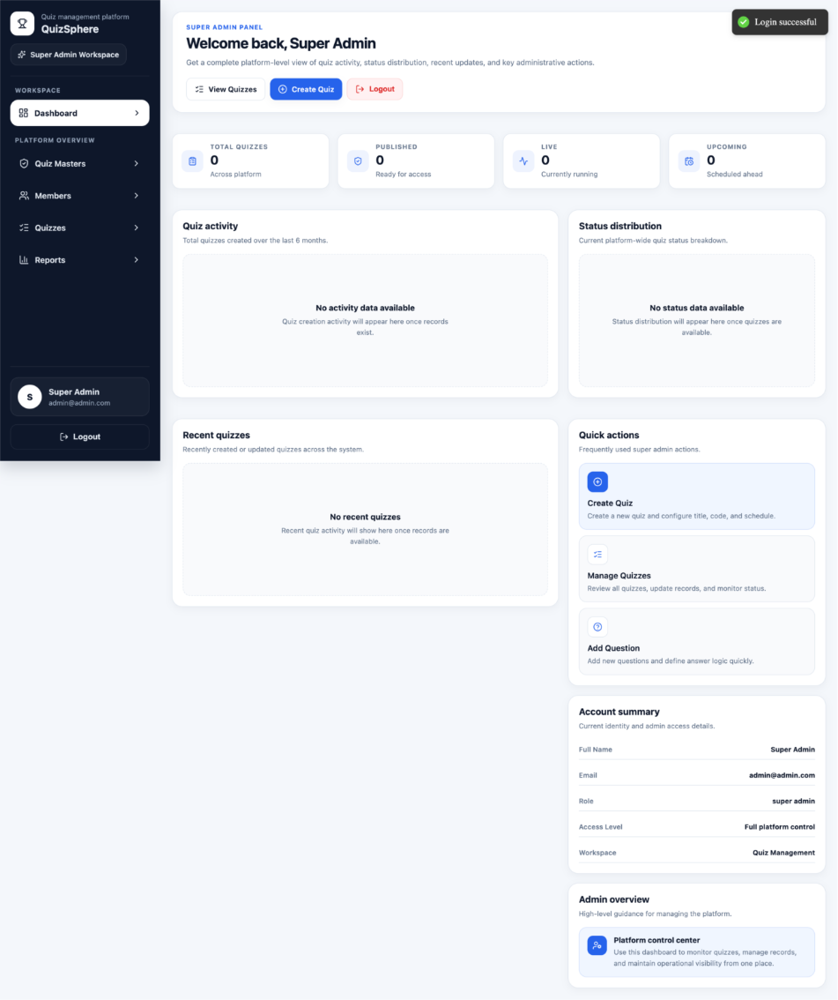 Quiz management platform
QuizSphere
Super Admin Workspace
WORKSPACE
Dashboard
PLATFORM OVERVIEW
Quiz Masters
Members
Quizzes
Reports
S
Super Admin
admin@admin.com
Logout
SUPER ADMIN PANEL
Welcome back, Super Admin
Get a complete platform-level view of quiz activity, status distribution, recent updates, and key administrative actions.
View Quizzes
Create Quiz
Logout
Login successful
TOTAL QUIZZES
0
Across platform
PUBLISHED
0
Ready for access
LIVE
0
Currently running
UPCOMING
0
Scheduled ahead
Quiz activity
Total quizzes created over the last 6 months.
No activity data available
Quiz creation activity will appear here once records
exist.
Status distribution
Current platform-wide quiz status breakdown.
No status data available
Status distribution will appear here once quizzes are
available.
Recent quizzes
Recently created or updated quizzes across the system.
No recent quizzes
Recent quiz activity will show here once records are
available.
Quick actions
Frequently used super admin actions.
Create Quiz
Create a new quiz and configure title, code, and schedule.
Manage Quizzes
Review all quizzes, update records, and monitor status.
Add Question
Add new questions and define answer logic quickly.
Account summary
Current identity and admin access details.
Full Name
Super Admin
Email
admin@admin.com
Role
super admin
Access Level
Full platform control
Workspace
Quiz Management
Admin overview
High-level guidance for managing the platform.
Platform control center
Use this dashboard to monitor quizzes, manage records,
and maintain operational visibility from one place.